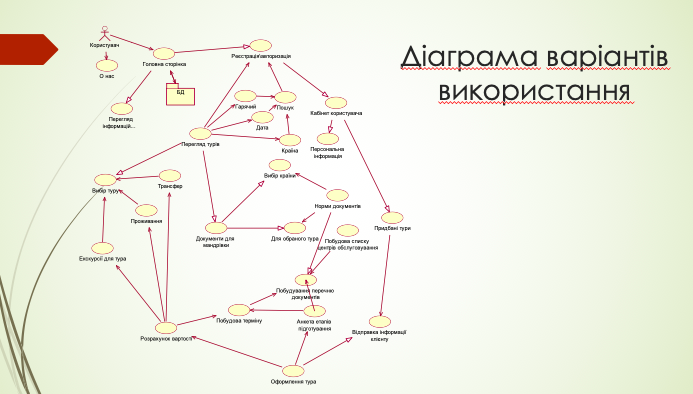 Діаграма варіантів
використання
Користувач
О нас
Головна сторінка
Реєстрація\авторизація
БД
Перегляд
інформацій...
Гарячий
Пошук
Дата
Країна
Кабінет користувача
Персональна
інформація
Перегляд турів
Вибір туру
Трансфер
Проживання
Екскурсії для тура
Вибір країни
Норми документів
Документи для
мандрівки
Для обраного тура
Побудова списку
центрів обслуговування
Придбані тури
Побудування переліку
документів
Побудова терміну
Анкета етапів
підготування
Відправка інформації
клієнту
Розрахунок вартості
Оформлення тура